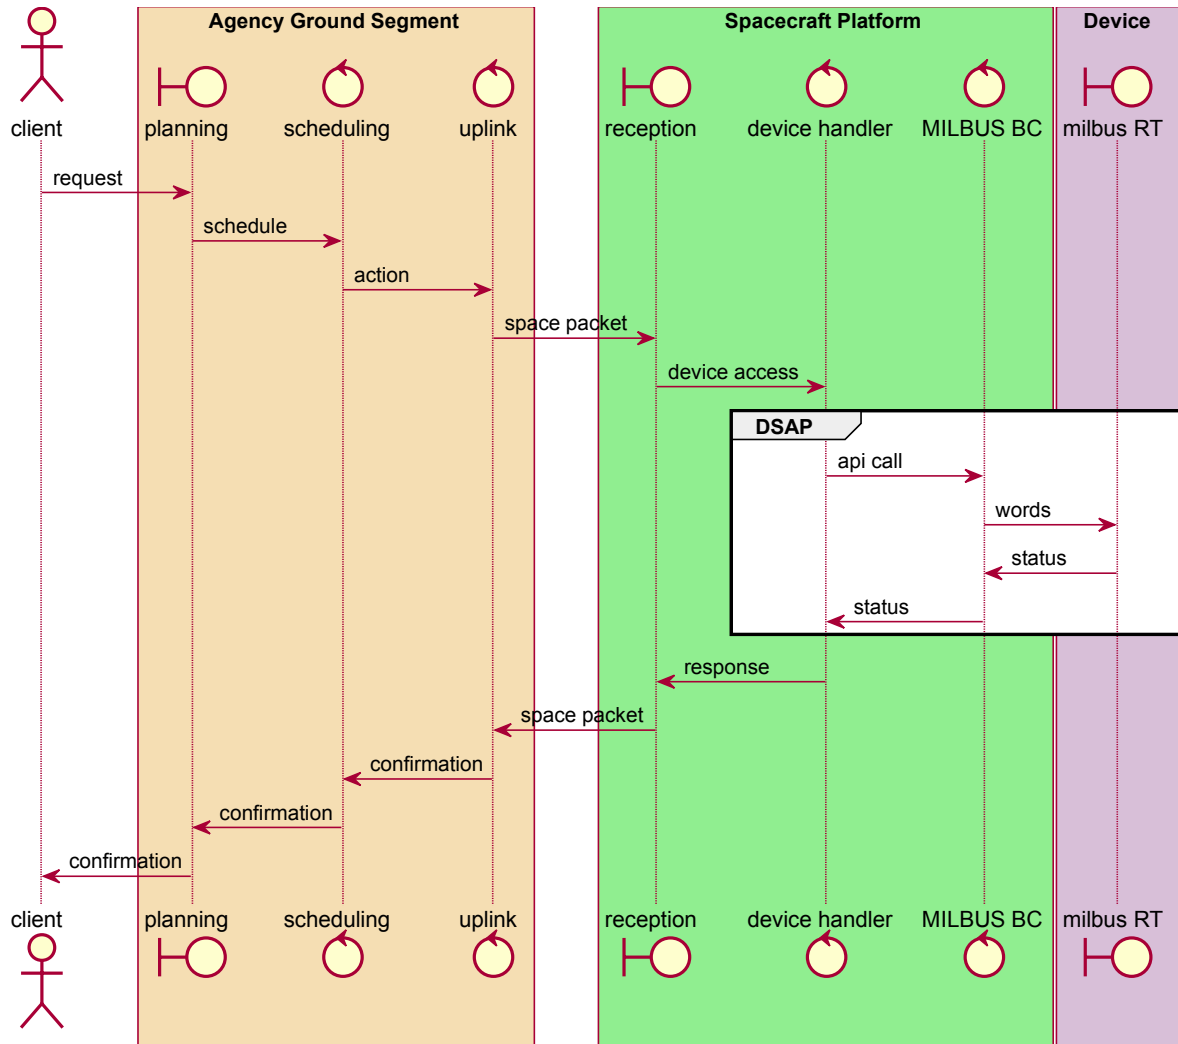 Agency Ground Segment
Spacecraft Platform
Device
client
planning
scheduling
uplink
reception
device handler
MILBUS BC
milbus RT
request
schedule
action
space packet
device access
DSAP
api call
words
status
status
response
space packet
confirmation
confirmation
confirmation
client
planning
scheduling
uplink
reception
device handler
MILBUS BC
milbus RT